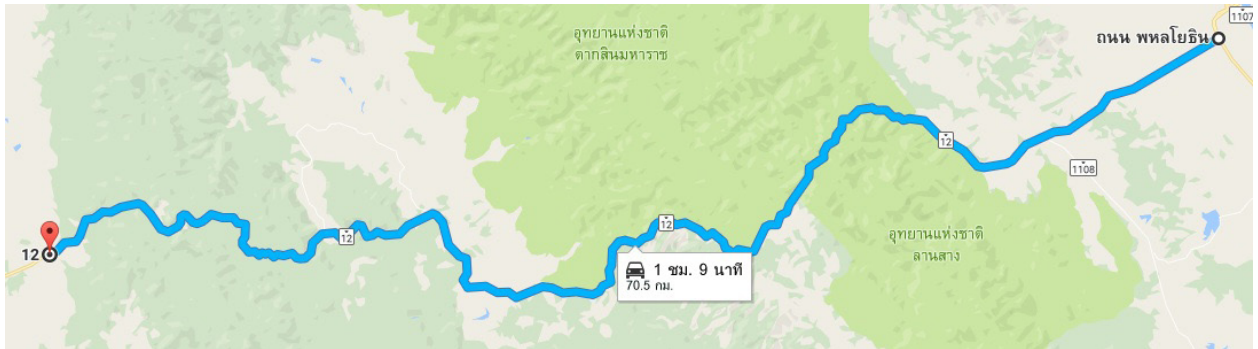 1107
อุทยานแห่งชาติ
ตากสินมหาราช
ถนน พหลโยธิน
12
1108
12
12
อุทยานแห่งชาติ
ลานสาง
12
1 ชม. 9 นาที
70.5 กม.